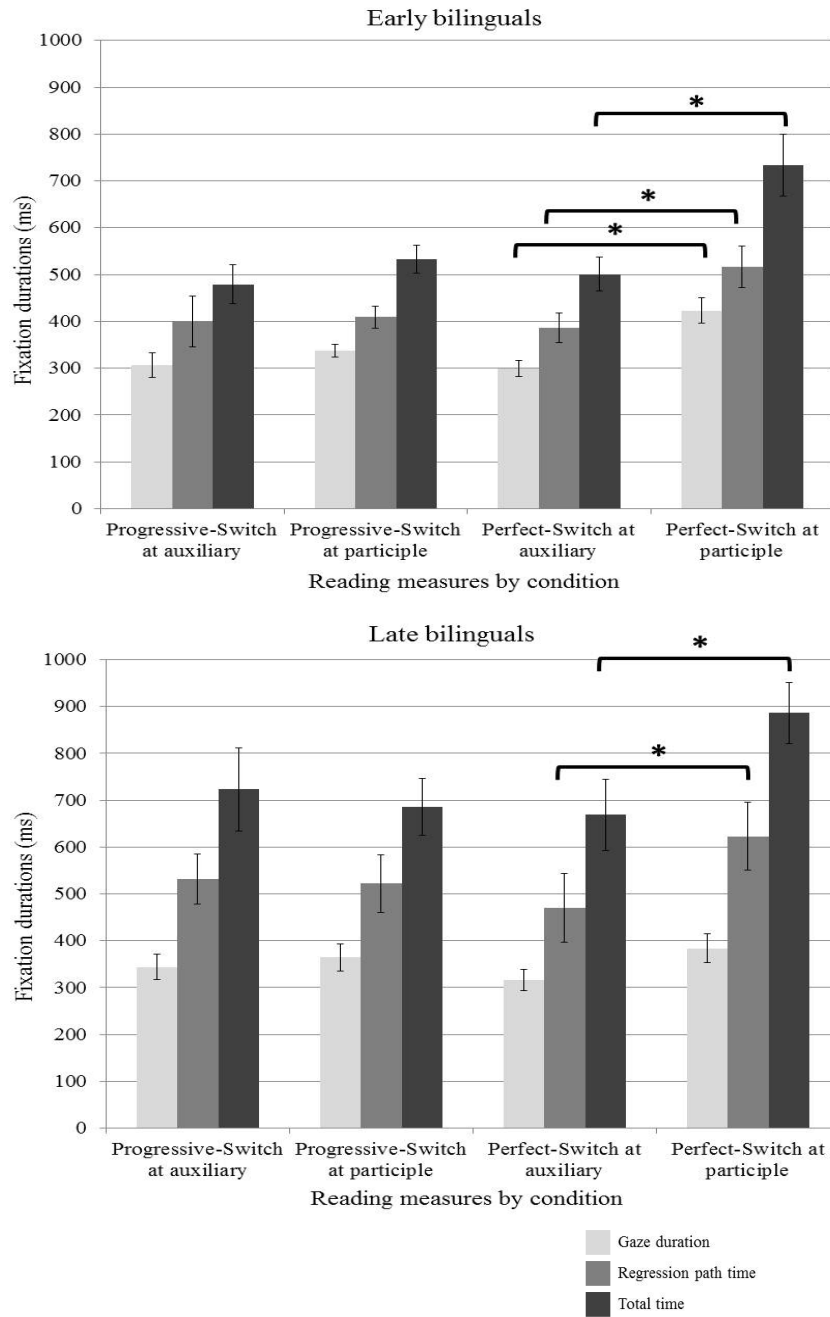 Early bilinguals
1000
900
800
700
600
500
400
300
200
100
0
Fixation durations (ms)
*
*
*
Progressive-Switch at auxiliary
Progressive-Switch at participle
Perfect-Switch at auxiliary
Perfect-Switch at participle
Reading measures by condition
Late bilinguals
1000
900
800
700
600
500
400
300
200
100
0
Fixation durations (ms)
*
*
Progressive-Switch at auxiliary
Progressive-Switch at participle
Perfect-Switch at auxiliary
Perfect-Switch at participle
Reading measures by condition
Gaze duration
Regression path time
Total time